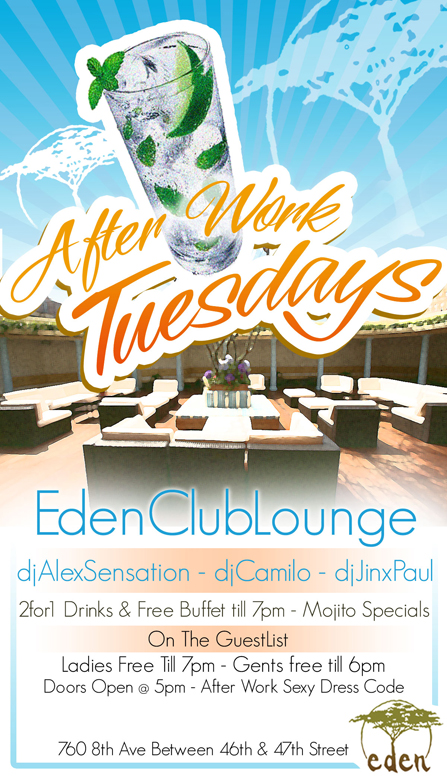 After Work
Tuesdays
EdenClubLounge
djAlexSensation - djCamilo - djJinxPaul
2for1 Drinks & Free Buffet till 7pm - Mojito Specials
On The GuestList
Ladies Free Till 7pm - Gents free till 6pm
Doors Open @ 5pm - After Work Sexy Dress Code
760 8th Ave Between 46th & 47th Street
eden